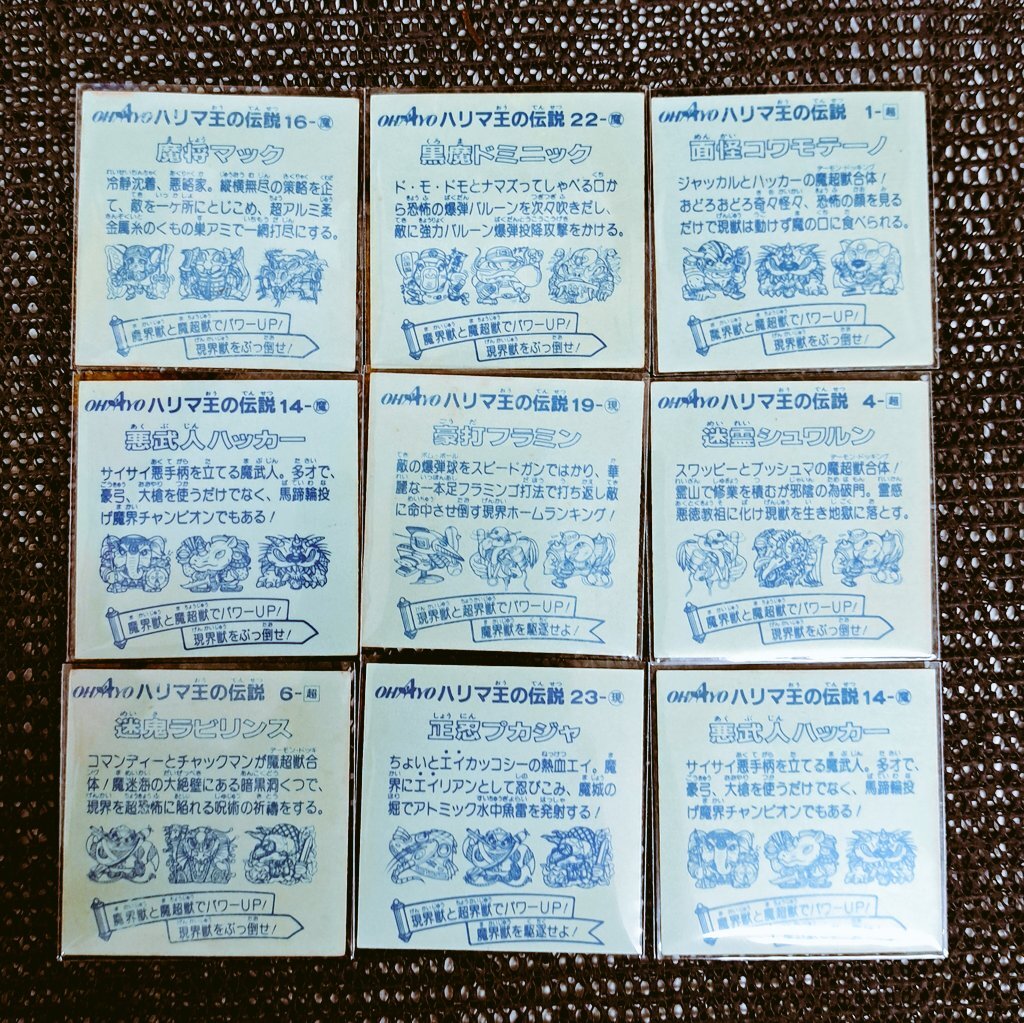 OHAYO ハリマ王の伝説 16-魔
魔将マック
冷静沈着、悪略家。縦横無尽の策略を企
て、敵を一ヶ所にとじこめ、超アルミ柔
金属糸のくもの巣アミで一網打尽にする。
魔界獣と魔超獣でパワーUP!
現界獣をぶっ倒せ!
OHAYO ハリマ王の伝説 22-魔
黒魔ドミニック
ド・モ・ドモとナマズってしゃべる口か
ら恐怖の爆弾バルーンを次々吹きだし、
敵に強力バルーン爆弾投降攻撃をかける。
魔界獣と魔超獣でパワーUP!
現界獣をぶっ倒せ!
OHAYO ハリマ王の伝説 1-超
面怪コワモテーノ
ジャッカルとハッカーの魔超獣合体!
おどろおどろ奇々怪々、恐怖の顔を見る
だけで現獣は動けず魔の口に食べられる。
魔界獣と魔超獣でパワーUP!
現界獣をぶっ倒せ!
OHAYO ハリマ王の伝説 14-魔
悪武人ハッカー
サイサイ悪手柄を立てる魔武人。多才で、
豪弓、大槍を使うだけでなく、馬蹄輪投
げ魔界チャンピオンでもある!
魔界獣と魔超獣でパワーUP!
現界獣をぶっ倒せ!
OHAYO ハリマ王の伝説 19-現
豪打フラミン
敵の爆弾球をスピードガンではかり、華
麗な一本足フラミンゴ打法で打ち返し敵
に命中させ倒す現界ホームランキング!
現界獣と超界獣でパワーUP!
魔界獣を駆逐せよ!
OHAYO ハリマ王の伝説 4-超
迷霊シュワルン
スワッピーとブッシュマの魔超獣合体!
霊山で修業を積むが邪陰の為破門。霊感
悪徳教祖に化け現獣を生き地獄に落とす。
魔界獣と魔超獣でパワーUP!
現界獣をぶっ倒せ!
OHAYO ハリマ王の伝説 6-超
迷鬼ラビリンス
コマンディーとチャックマンが魔超獣合
体!魔迷海の大絶壁にある暗黒洞くつで、
現界を超恐怖に陥れる呪術の祈祷をする。
魔界獣と魔超獣でパワーUP!
現界獣をぶっ倒せ!
OHAYO ハリマ王の伝説 23-現
正忍プカジャ
ちょいとエイカッコシーの熱血エイ。魔
界にエイリアンとして忍びこみ、魔城の
堀でアトミック水中魚雷を発射する!
現界獣と超界獣でパワーUP!
魔界獣を駆逐せよ!
OHAYO ハリマ王の伝説 14-魔
悪武人ハッカー
サイサイ悪手柄を立てる魔武人。多才で、
豪弓、大槍を使うだけでなく、馬蹄輪投
げ魔界チャンピオンでもある!
魔界獣と魔超獣でパワーUP!
現界獣をぶっ倒せ!